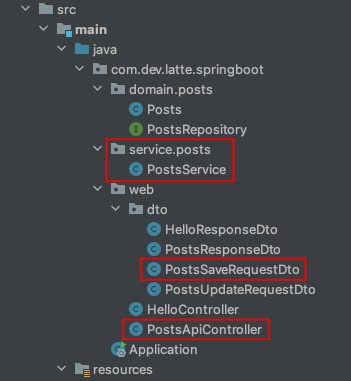 src
main
java
com.dev.latte.springboot
domain.posts
Posts
PostsRepository
service.posts
PostsService
web
dto
HelloResponseDto
PostsResponseDto
PostsSaveRequestDto
PostsUpdateRequestDto
HelloController
PostsApiController
Application
resources